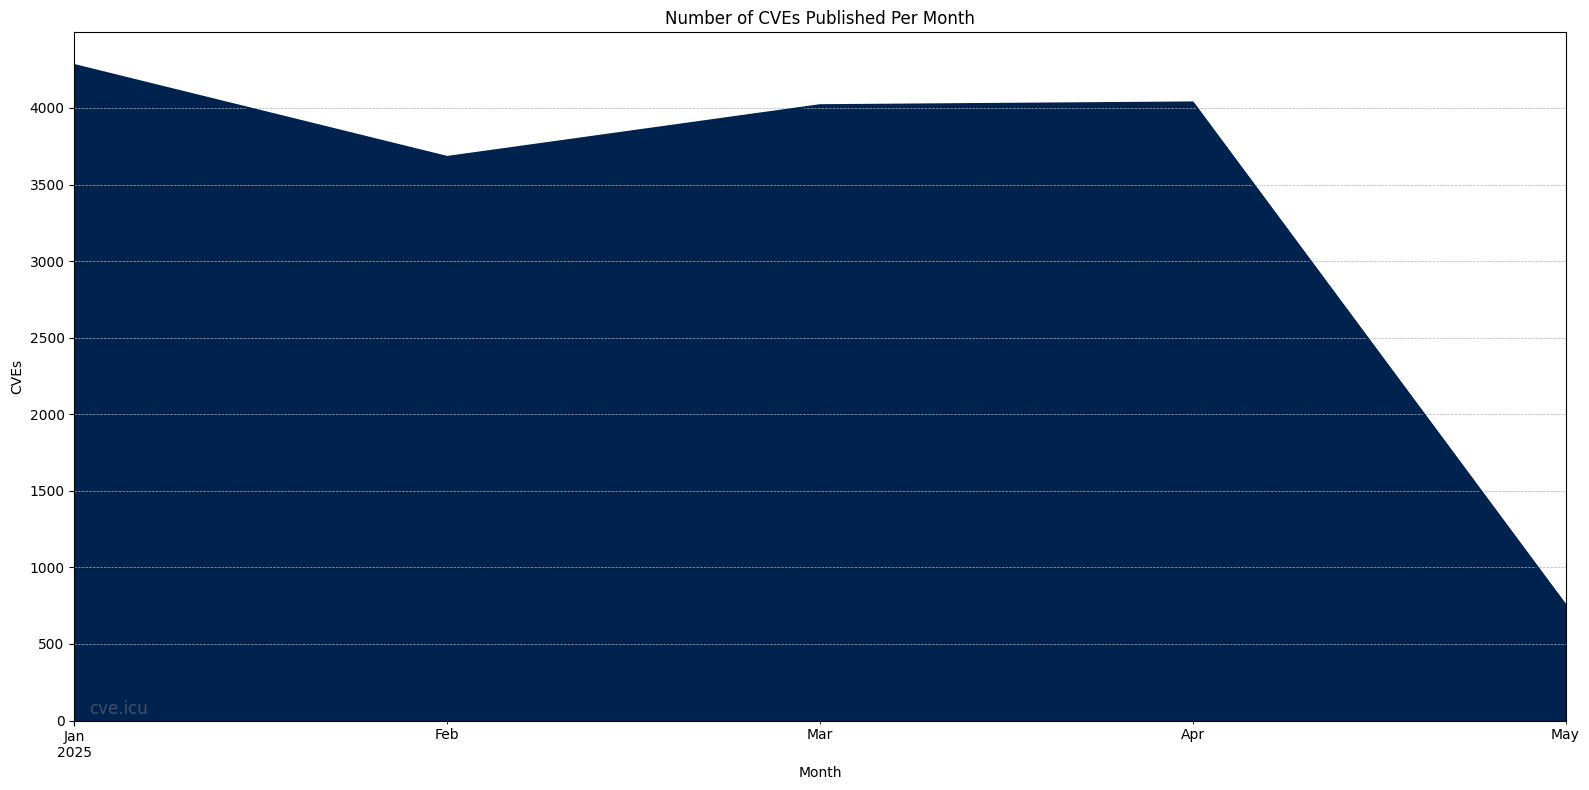 Number of CVEs Published Per Month
CVEs
4000
3500
3000
2500
2000
1500
1000
500
0
cve.icu
Jan
2025
Feb
Mar
Apr
May
Month